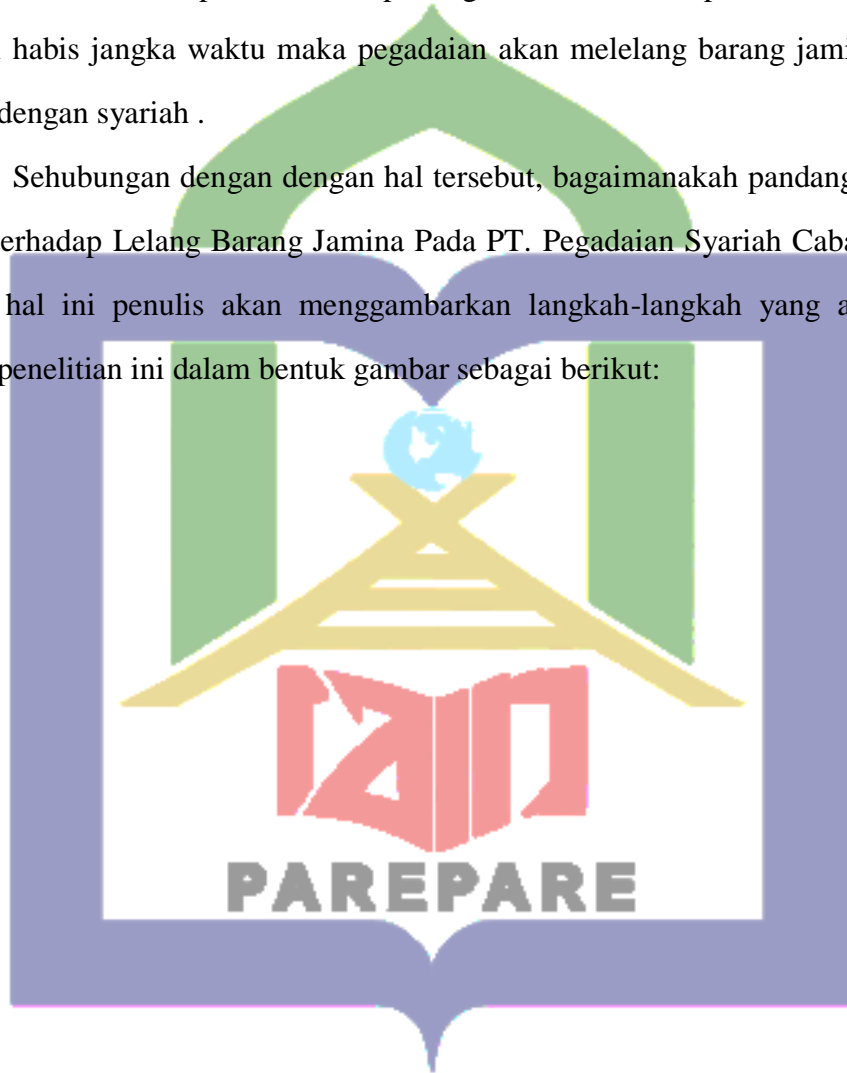 habis jangka waktu maka pegadaian akan melelang barang jami
dengan syariah .
Sehubungan dengan dengan hal tersebut, bagaimanakah pandang
erhadap Lelang Barang Jamina Pada PT. Pegadaian Syariah Caba
hal ini penulis akan menggambarkan langkah-langkah yang a
penelitian ini dalam bentuk gambar sebagai berikut:
iain
PAREPARE